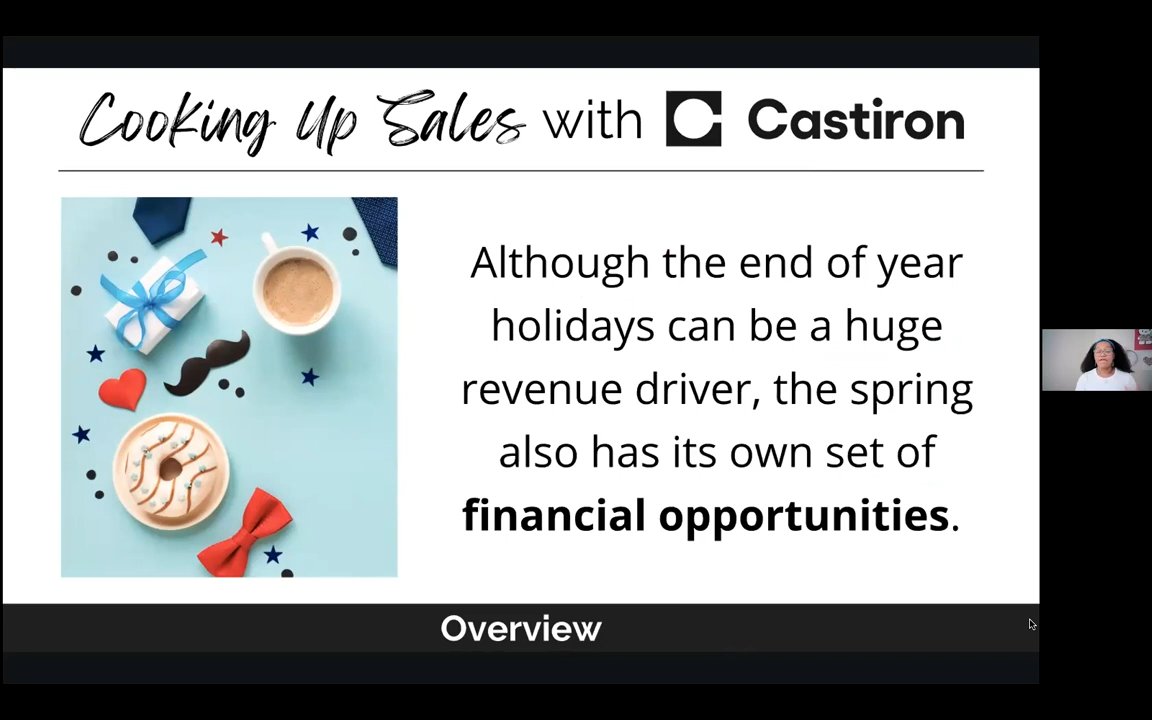 Cooking Up Sales with Castiron
Although the end of year
holidays can be a huge
revenue driver, the spring
also has its own set of
financial opportunities.
Overview